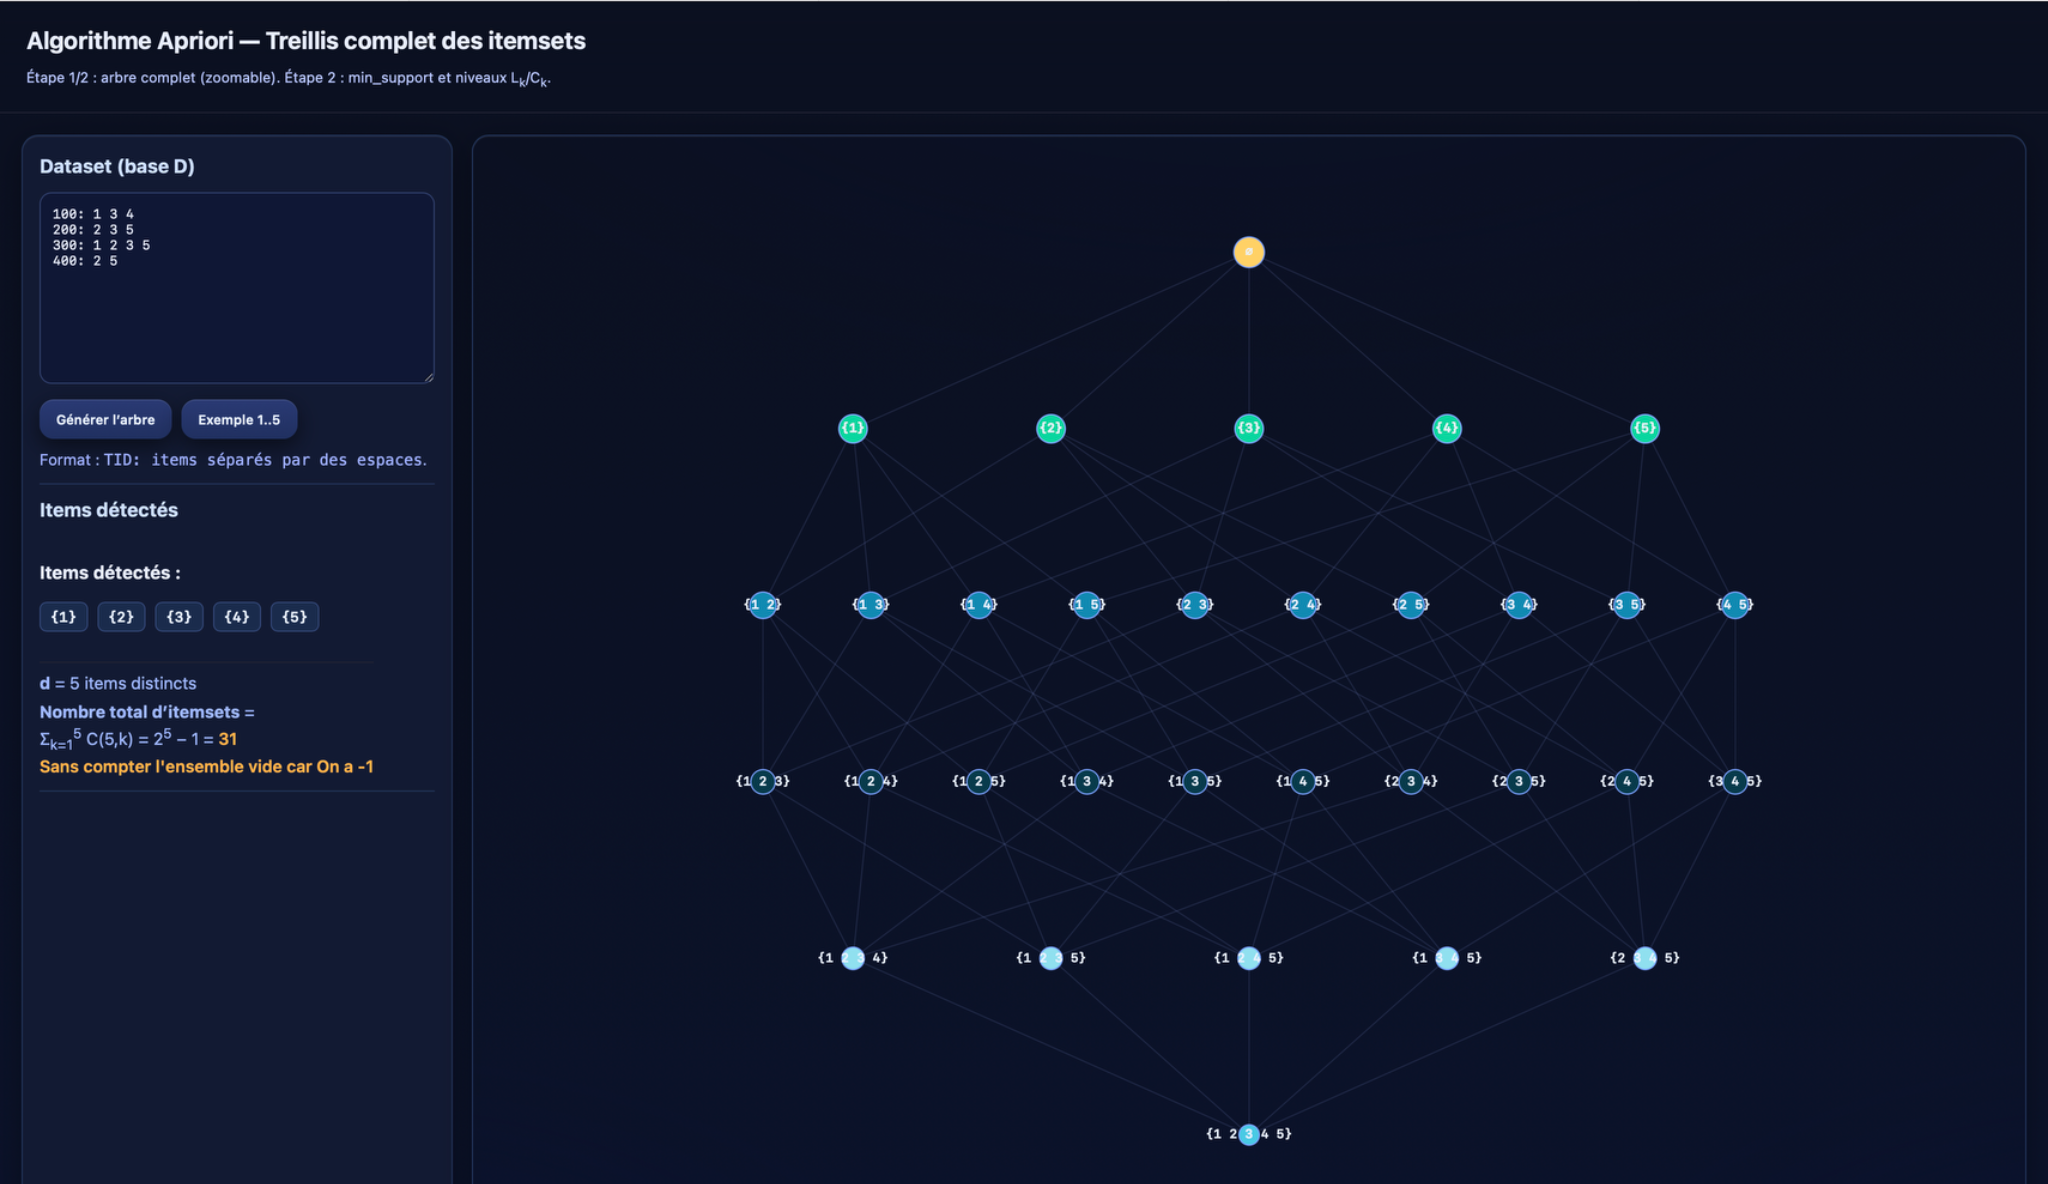 Algorithme Apriori — Treillis complet des itemsets
Étape 1/2 : arbre complet (zoomable). Étape 2 : min_support et niveaux Lk/Ck.
Dataset (base D)
100: 1 3 4
200: 2 3 5
300: 1 2 3 5
400: 2 5
Générer l’arbre Exemple 1..5
Format : TID: items séparés par des espaces.
Items détectés
Items détectés :
{1} {2} {3} {4} {5}
d = 5 items distincts
Nombre total d’itemsets =
Σk=1^5 C(5,k) = 2^5 – 1 = 31
Sans compter l'ensemble vide car On a -1
∅
{1} {2} {3} {4} {5}
{1 2} {1 3} {1 4} {1 5} {2 3} {2 4} {2 5} {3 4} {3 5} {4 5}
{1 2 3} {1 2 4} {1 2 5} {1 3 4} {1 3 5} {1 4 5} {2 3 4} {2 3 5} {2 4 5} {3 4 5}
{1 2 3 4} {1 2 3 5} {1 2 4 5} {1 3 4 5} {2 3 4 5}
{1 2 3 4 5}